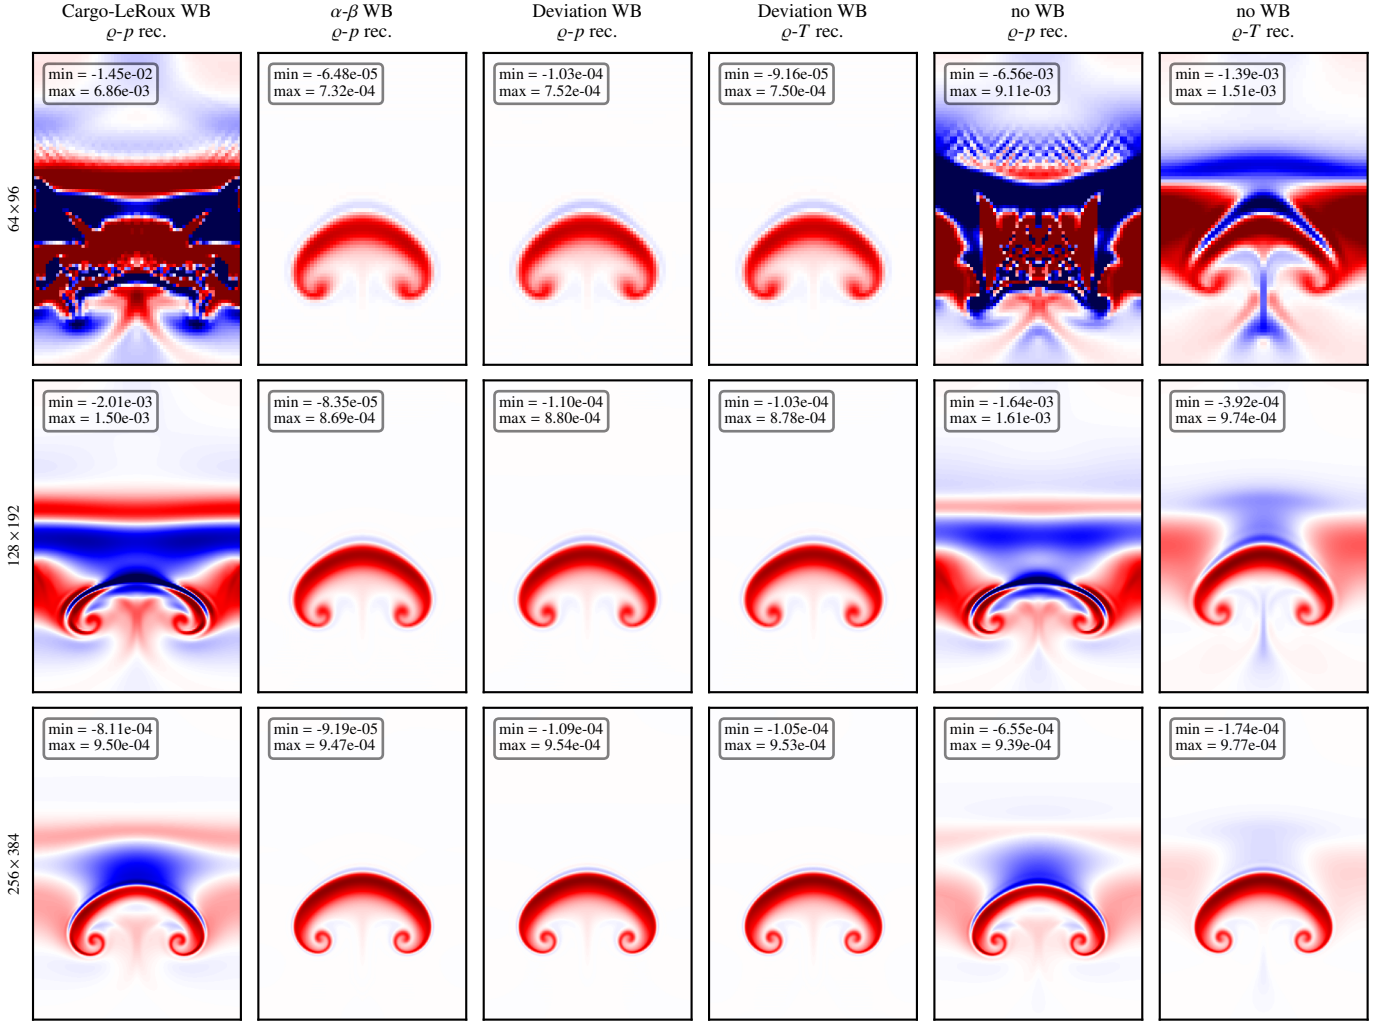 Cargo-LeRoux WB
ϱ-p rec.
α-β WB
ϱ-p rec.
Deviation WB
ϱ-p rec.
Deviation WB
ϱ-T rec.
no WB
ϱ-p rec.
no WB
ϱ-T rec.
64×96
min = -1.45e-02
max = 6.86e-03
min = -6.48e-05
max = 7.32e-04
min = -1.03e-04
max = 7.52e-04
min = -9.16e-05
max = 7.50e-04
min = -6.56e-03
max = 9.11e-03
min = -1.39e-03
max = 1.51e-03
128×192
min = -2.01e-03
max = 1.50e-03
min = -8.35e-05
max = 8.69e-04
min = -1.10e-04
max = 8.80e-04
min = -1.03e-04
max = 8.78e-04
min = -1.64e-03
max = 1.61e-03
min = -3.92e-04
max = 9.74e-04
256×384
min = -8.11e-04
max = 9.50e-04
min = -9.19e-05
max = 9.47e-04
min = -1.09e-04
max = 9.54e-04
min = -1.05e-04
max = 9.53e-04
min = -6.55e-04
max = 9.39e-04
min = -1.74e-04
max = 9.77e-04